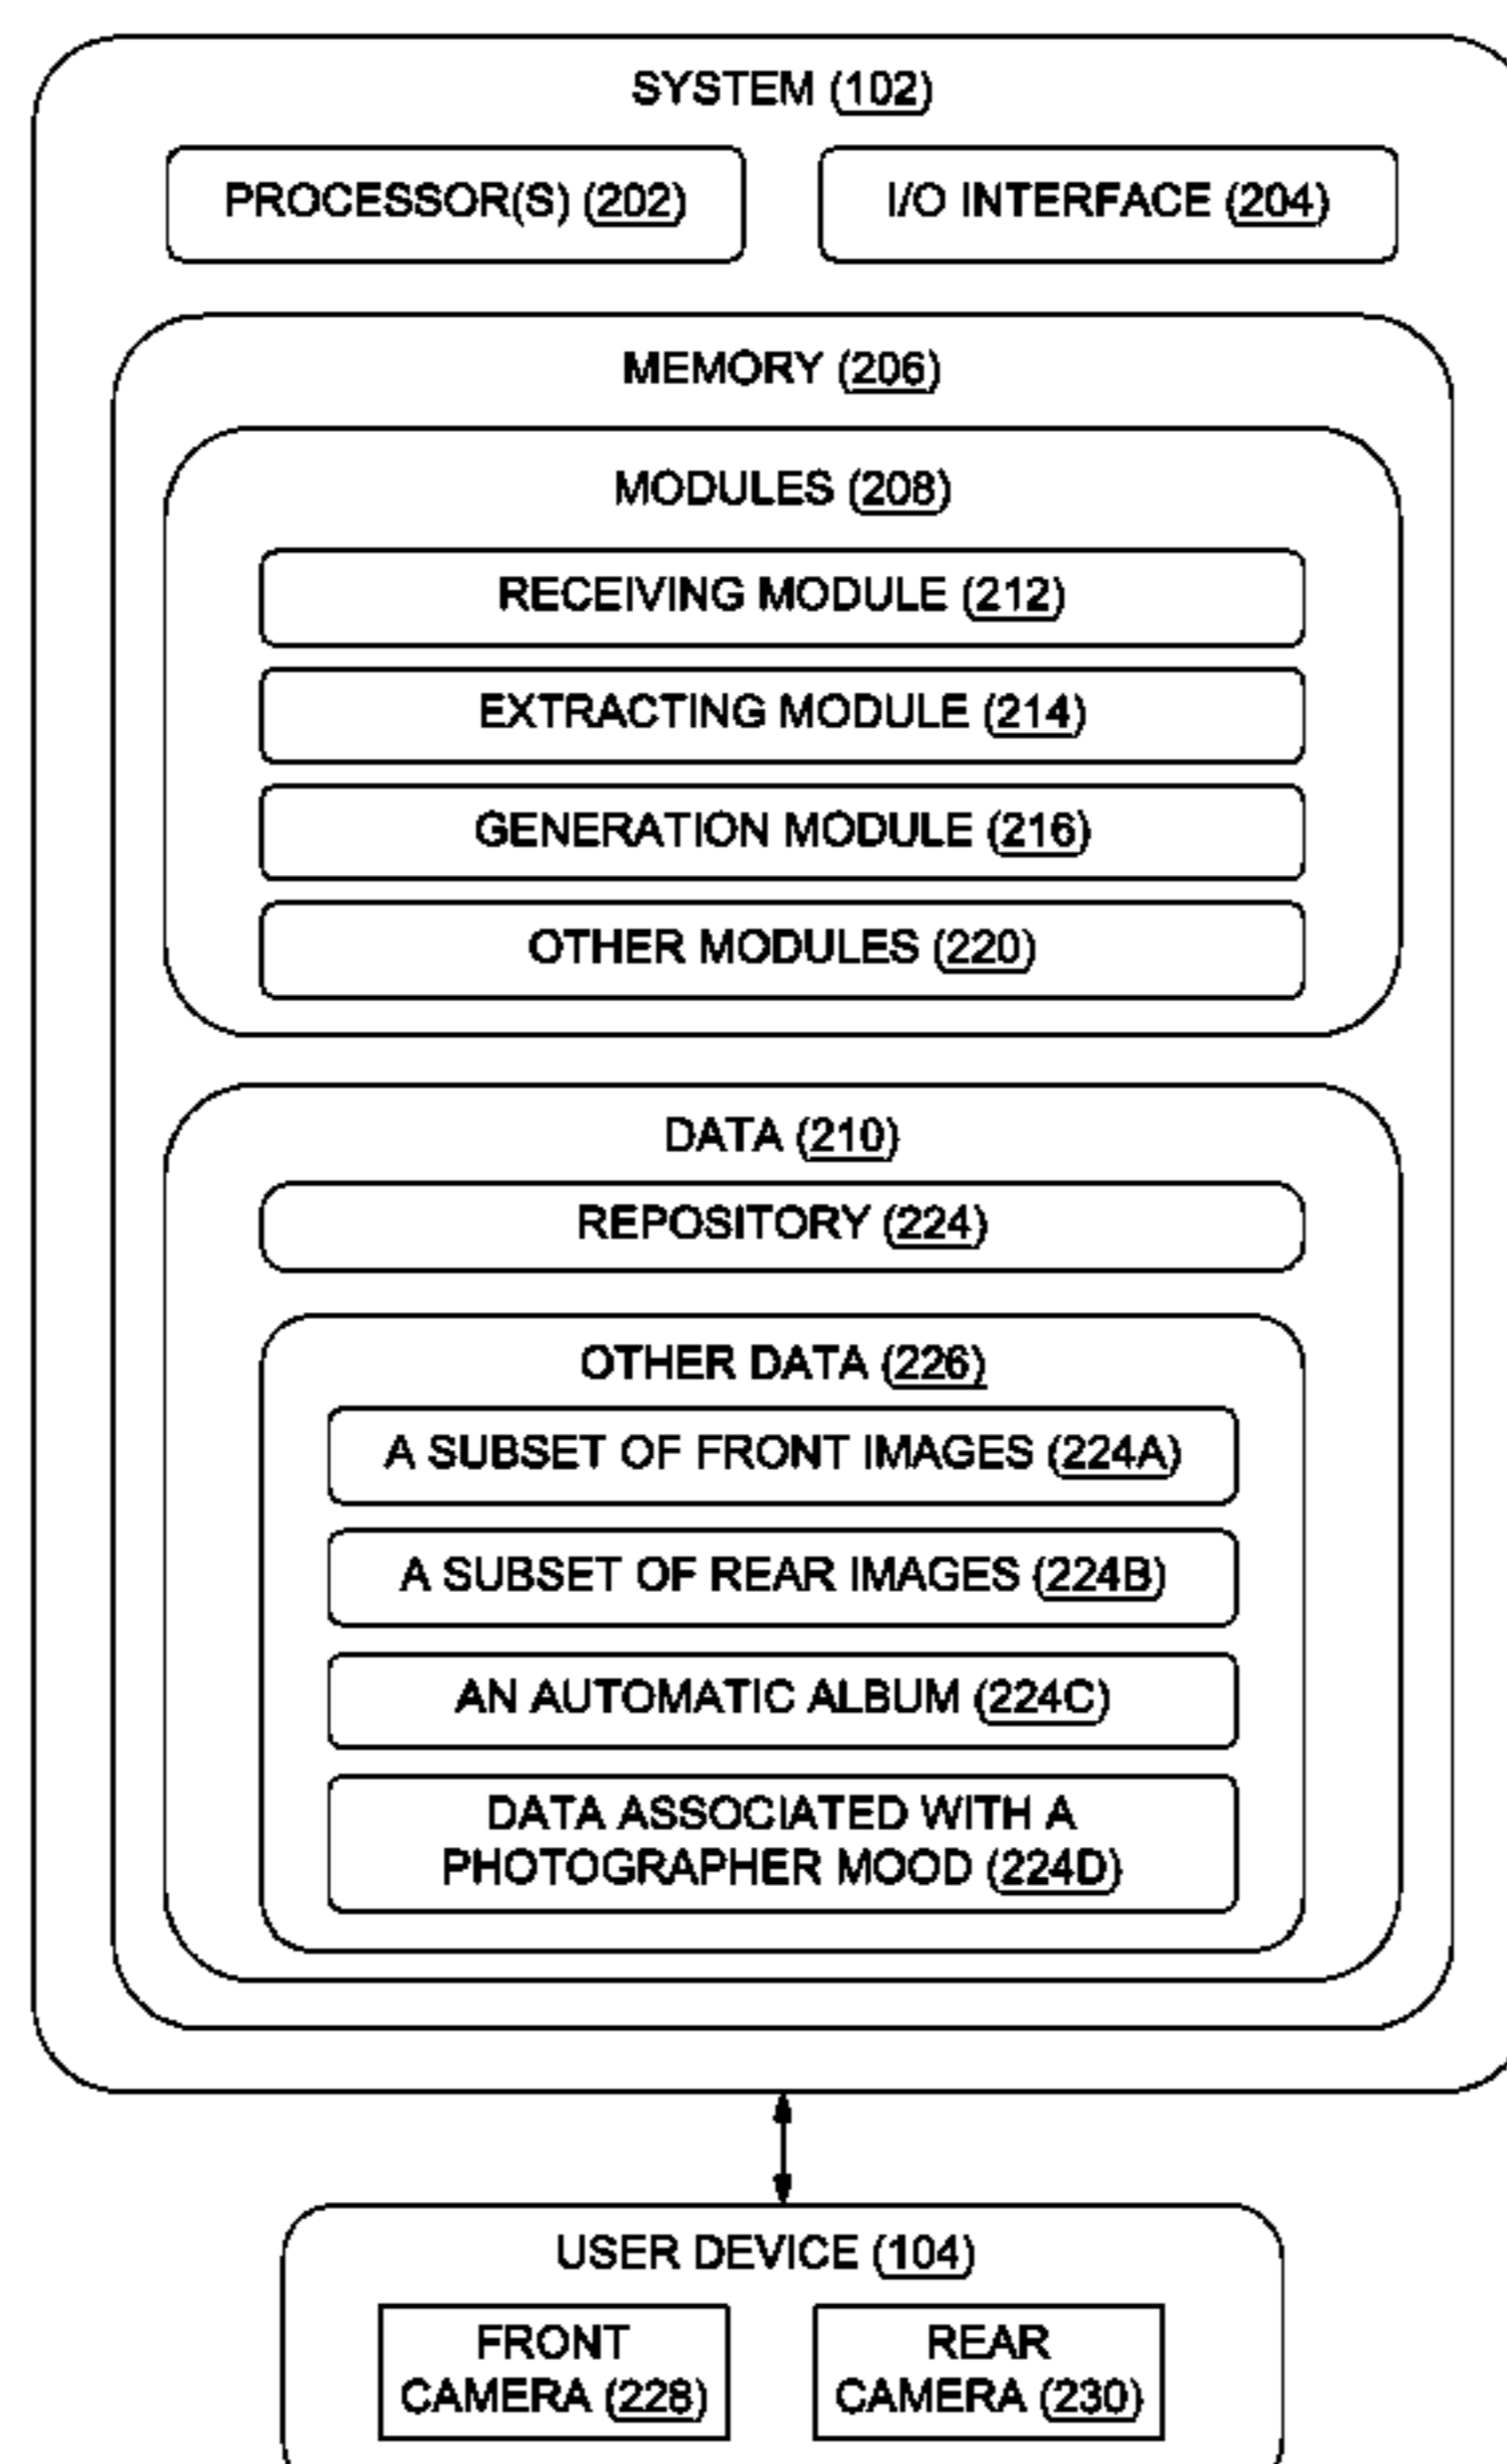 SYSTEM (102)
PROCESSOR(S) (202)
I/O INTERFACE (204)
MEMORY (206)
MODULES (208)
RECEIVING MODULE (212)
EXTRACTING MODULE (214)
GENERATION MODULE (216)
OTHER MODULES (220)
DATA (210)
REPOSITORY (224)
OTHER DATA (226)
A SUBSET OF FRONT IMAGES (224A)
A SUBSET OF REAR IMAGES (224B)
AN AUTOMATIC ALBUM (224C)
DATA ASSOCIATED WITH A
PHOTOGRAPHER MOOD (224D)
USER DEVICE (104)
FRONT
CAMERA (228)
REAR
CAMERA (230)